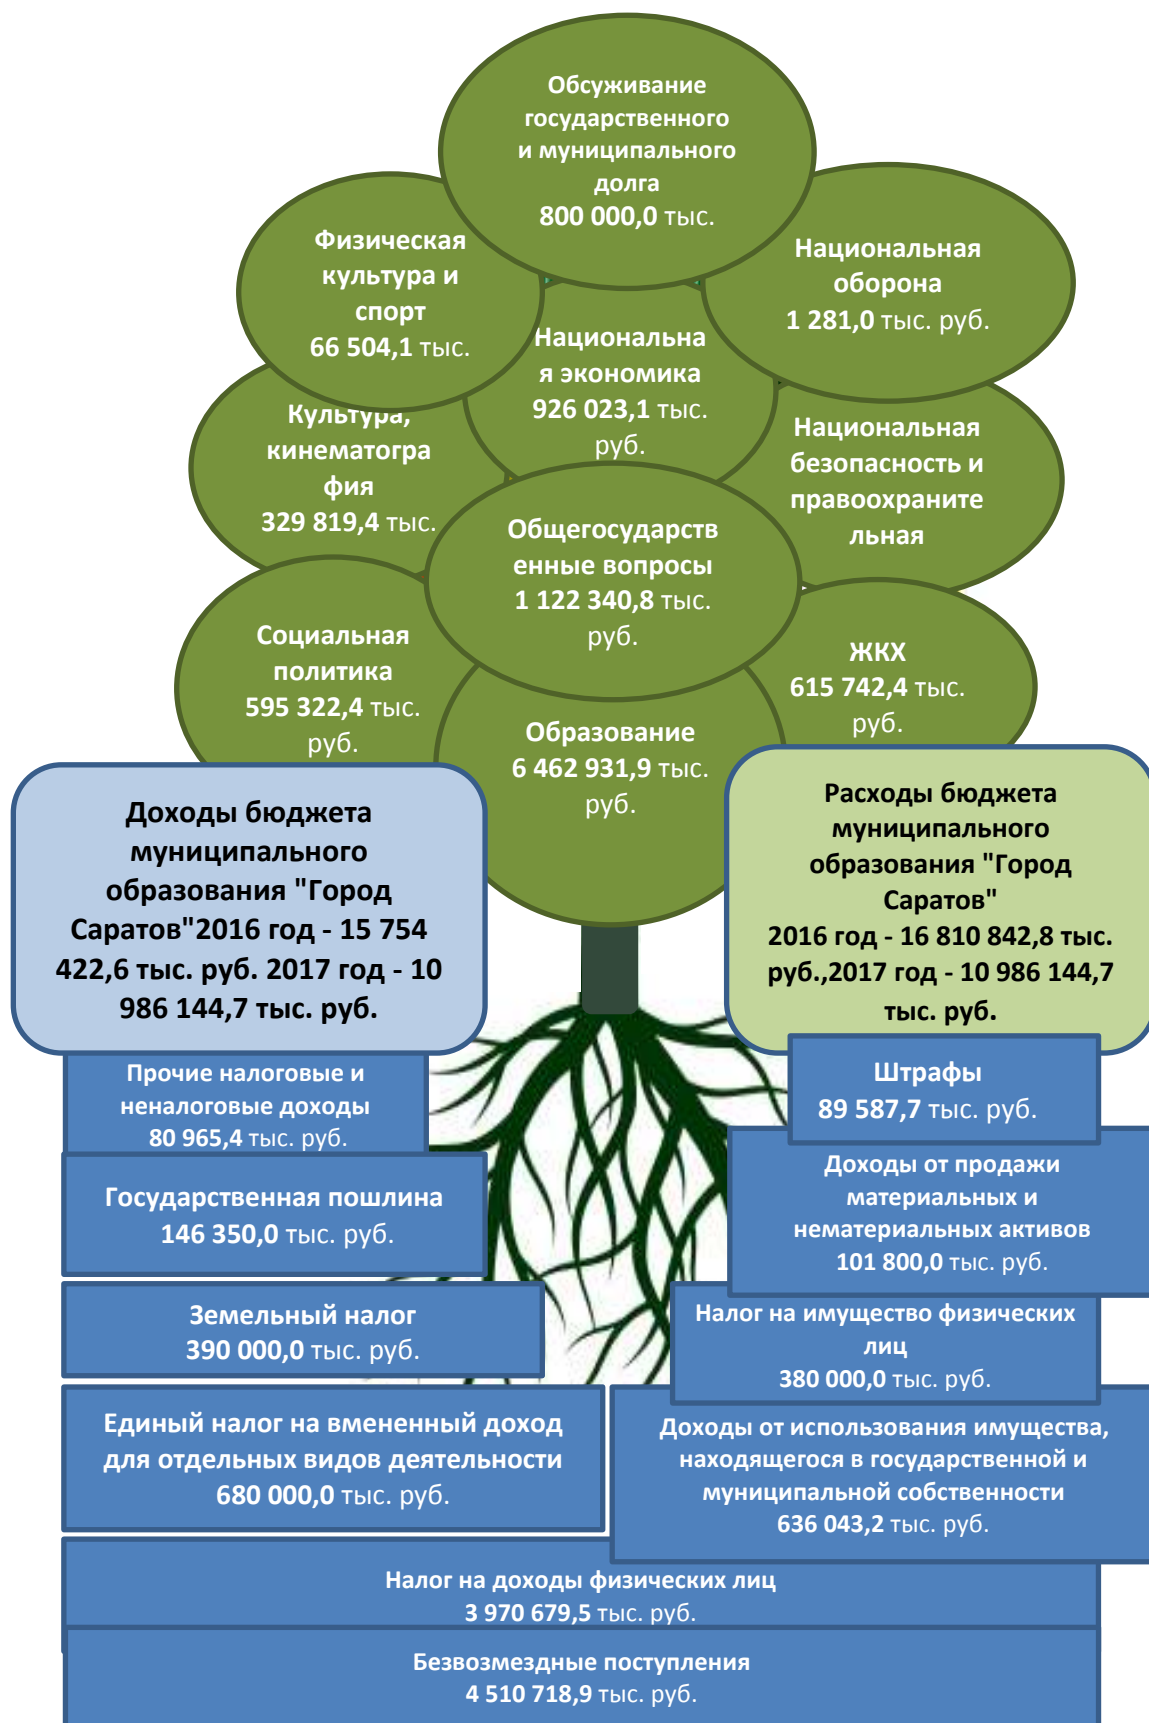 Обсуживание
государственного
и муниципального
долга
800 000,0 тыс.
Физическая
культура и
спорт
66 504,1 тыс.
Национальная
оборона
1 281,0 тыс. руб.
Национальна
я экономика
926 023,1 тыс.
руб.
Культура,
кинематогра
фия
329 819,4 тыс.
Национальная
безопасность и
правоохраните
льная
Общегосударств
енные вопросы
1 122 340,8 тыс.
руб.
Социальная
политика
595 322,4 тыс.
руб.
ЖКХ
615 742,4 тыс.
руб.
Образование
6 462 931,9 тыс.
руб.
Доходы бюджета
муниципального
образования "Город
Саратов"2016 год - 15 754
422,6 тыс. руб. 2017 год - 10
986 144,7 тыс. руб.
Расходы бюджета
муниципального
образования "Город
Саратов"
2016 год - 16 810 842,8 тыс.
руб.,2017 год - 10 986 144,7
тыс. руб.
Прочие налоговые и
неналоговые доходы
80 965,4 тыс. руб.
Штрафы
89 587,7 тыс. руб.
Государственная пошлина
146 350,0 тыс. руб.
Доходы от продажи
материальных и
нематериальных активов
101 800,0 тыс. руб.
Земельный налог
390 000,0 тыс. руб.
Налог на имущество физических
лиц
380 000,0 тыс. руб.
Единый налог на вмененный доход
для отдельных видов деятельности
680 000,0 тыс. руб.
Доходы от использования имущества,
находящегося в государственной и
муниципальной собственности
636 043,2 тыс. руб.
Налог на доходы физических лиц
3 970 679,5 тыс. руб.
Безвозмездные поступления
4 510 718,9 тыс. руб.